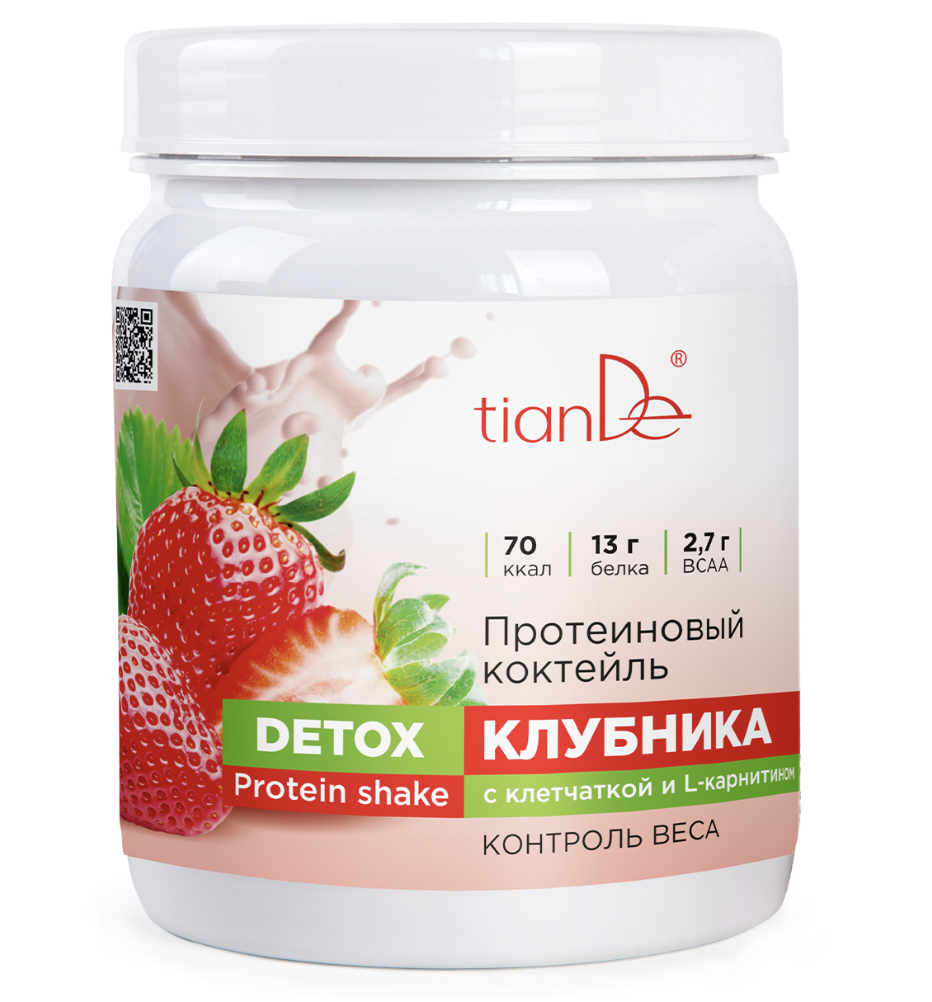 tianDe®
70 ккал
13 г белка
2,7 г BCAA
Протеиновый
коктейль
DETOX
КЛУБНИКА
Protein shake
с клетчаткой и L-карнитином
КОНТРОЛЬ ВЕСА